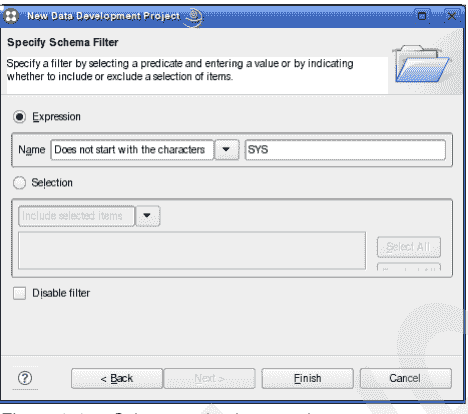 New Data Development Project
Specify Schema Filter
Specify a filter by selecting a predicate and entering a value or by indicating
whether to include or exclude a selection of items.
Expression
Name Does not start with the characters SYS
Selection
Include selected items
Select All
Disable filter
< Back Next > Finish Cancel